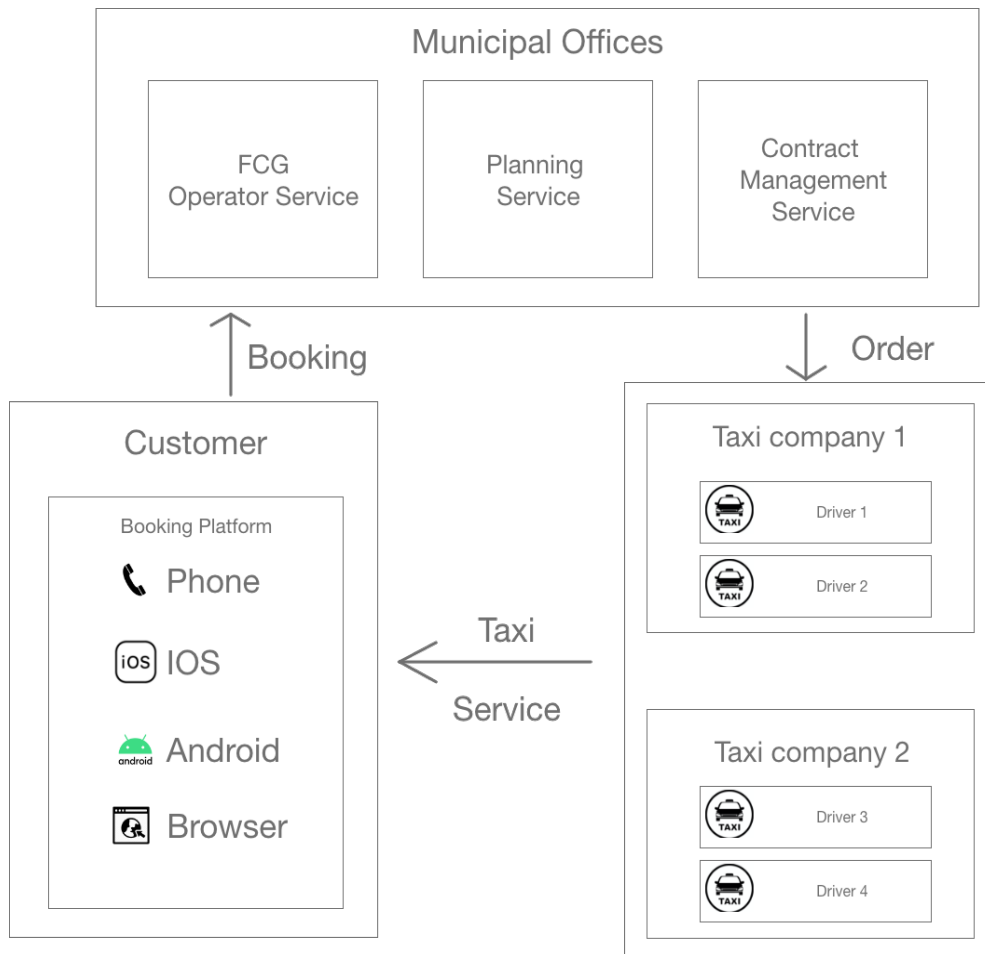 Municipal Offices
FCG
Operator Service
Planning
Service
Contract
Management
Service
Booking
Order
Customer
Booking Platform
Phone
iOS IOS
android Android
Browser
Taxi
Service
Taxi company 1
TAXI Driver 1
TAXI Driver 2
Taxi company 2
TAXI Driver 3
TAXI Driver 4